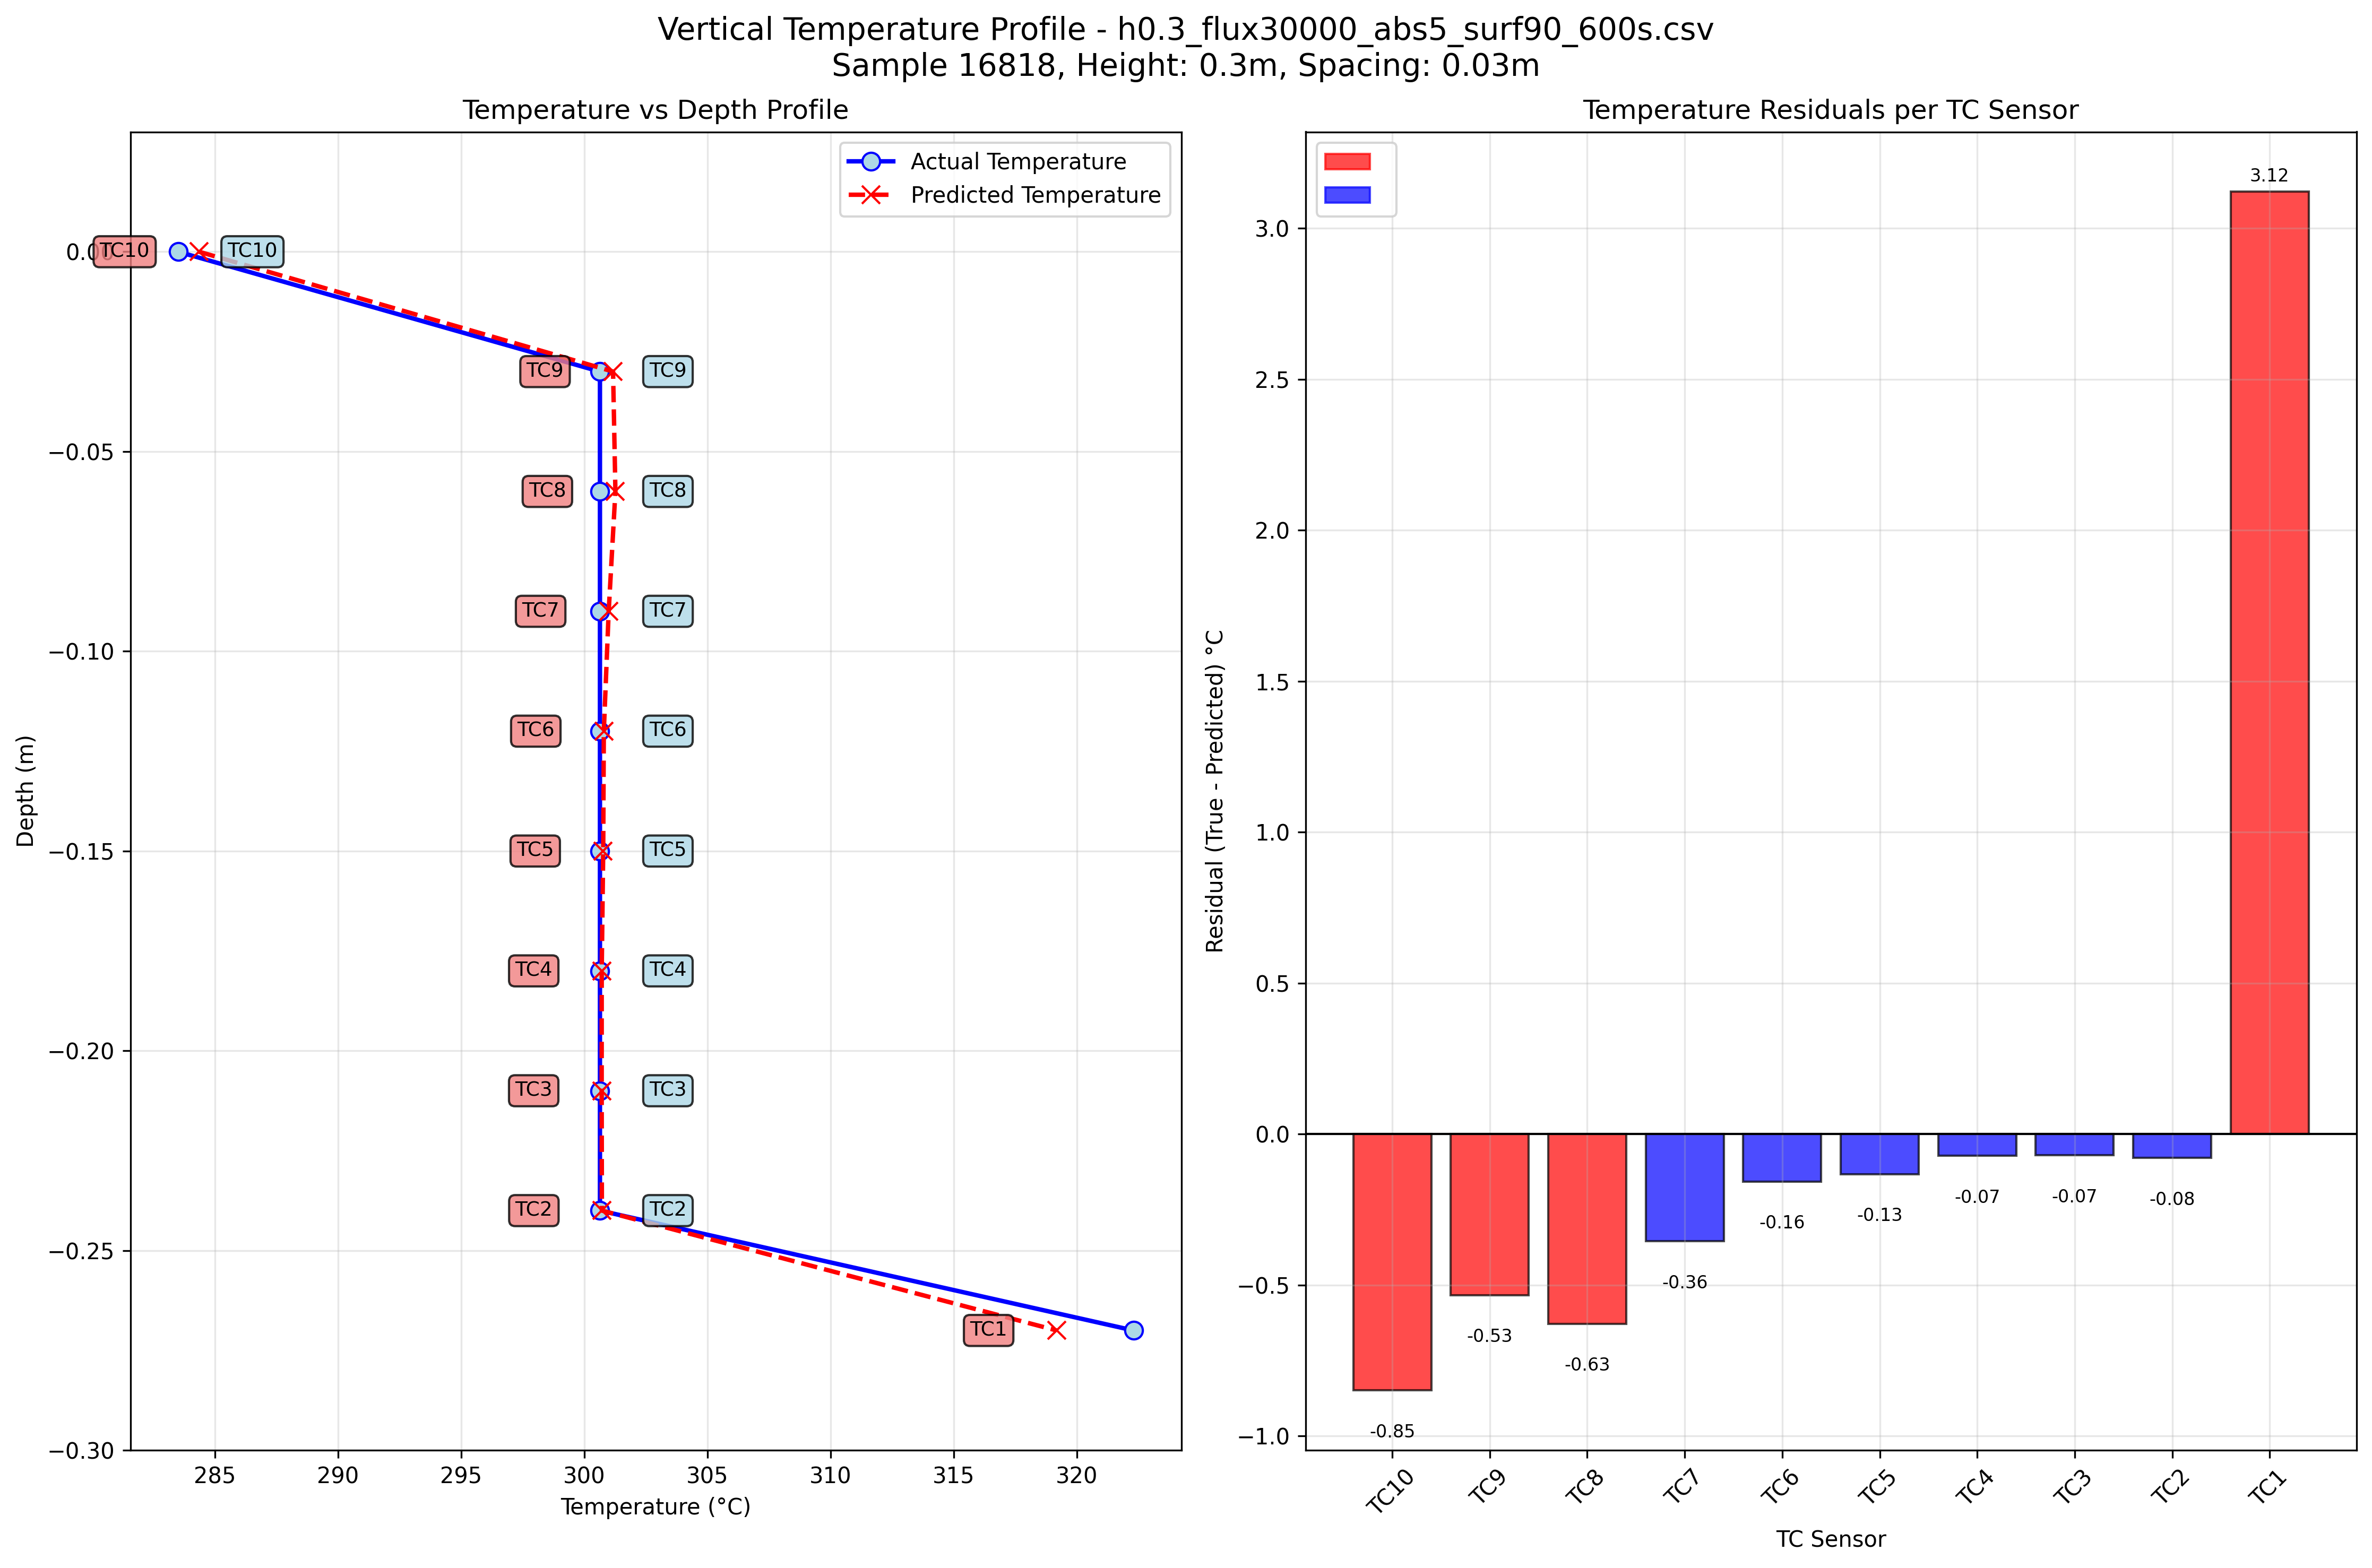 Vertical Temperature Profile - h0.3_flux30000_abs5_surf90_600s.csv
Sample 16818, Height: 0.3m, Spacing: 0.03m
Temperature vs Depth Profile
Actual Temperature
Predicted Temperature
TC10
TC10
TC9
TC9
TC8
TC8
TC7
TC7
TC6
TC6
TC5
TC5
TC4
TC4
TC3
TC3
TC2
TC2
TC1
−0.05
−0.10
−0.15
−0.20
−0.25
−0.30
Depth (m)
285
290
295
300
305
310
315
320
Temperature (°C)
Temperature Residuals per TC Sensor
3.12
-0.85
-0.53
-0.63
-0.36
-0.16
-0.13
-0.07
-0.07
-0.08
3.0
2.5
2.0
1.5
1.0
0.5
0.0
−0.5
−1.0
Residual (True - Predicted) °C
TC10
TC9
TC8
TC7
TC6
TC5
TC4
TC3
TC2
TC1
TC Sensor